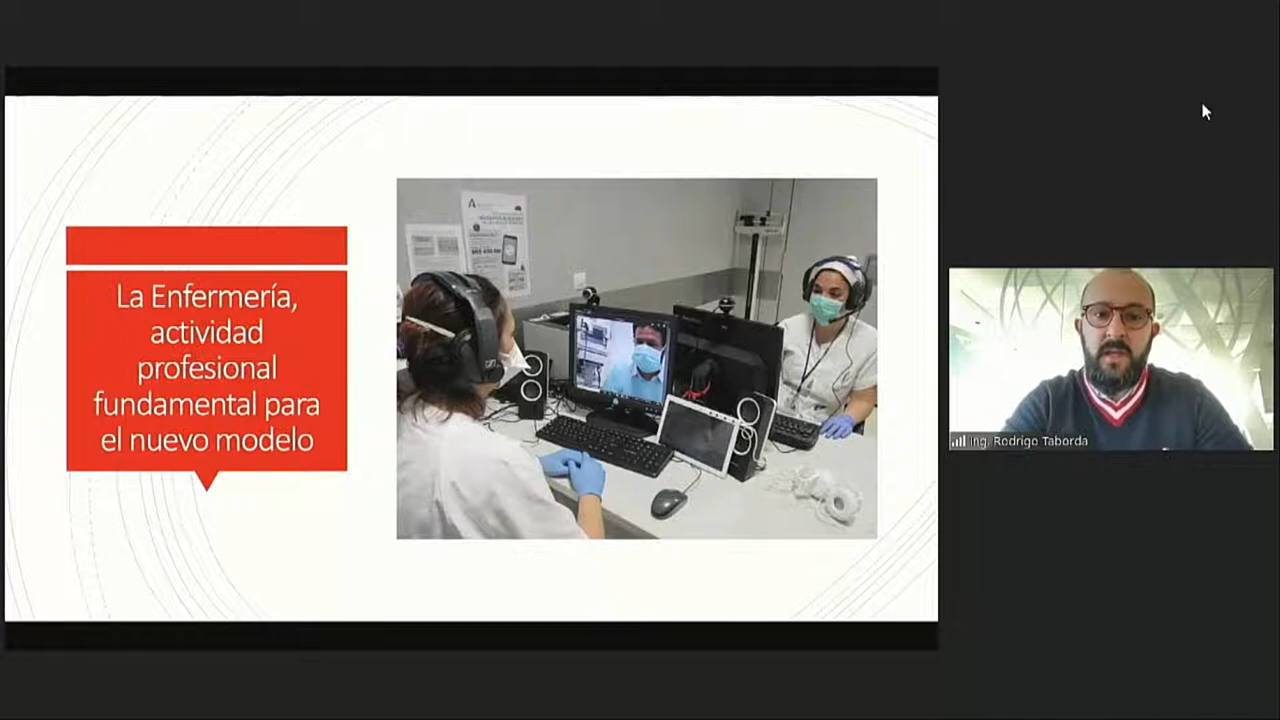 La Enfermería,
actividad
profesional
fundamental para
el nuevo modelo
Ing. Rodrigo Taborda